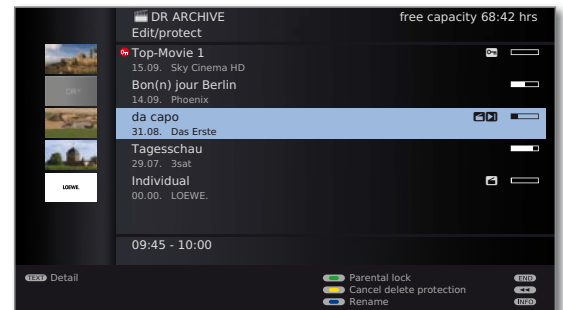 DR ARCHIVE free capacity 68:42 hrs
Edit/protect
Top-Movie 1
15.09. Sky Cinema HD
DR+
Bon(n) jour Berlin
14.09. Phoenix
da capo
31.08. Das Erste
Tagesschau
29.07. 3sat
LOEWE.
Individual
00.00. LOEWE.
09:45 - 10:00
TEXT Detail
Parental lock END
Cancel delete protection
Rename INFO